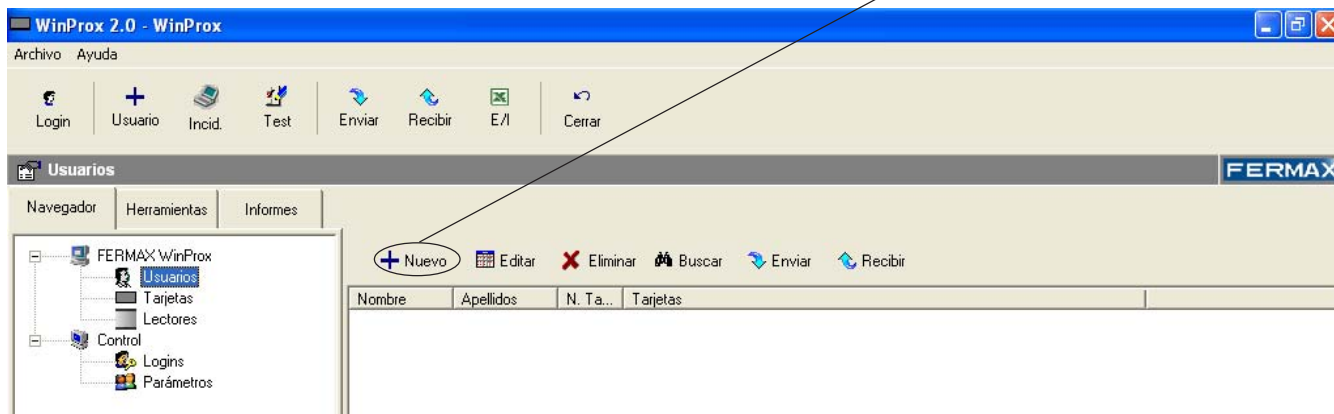 WinProx 2.0 - WinProx
Archivo Ayuda
Login Usuario Incid. Test Enviar Recibir E/I Cerrar
Usuarios FERMAX
Navegador Herramientas Informes
FERMAX WinProx
Usuarios
Tarjetas
Lectores
Control
Logins
Parámetros
Nuevo Editar Eliminar Buscar Enviar Recibir
Nombre Apellidos N. Ta... Tarjetas